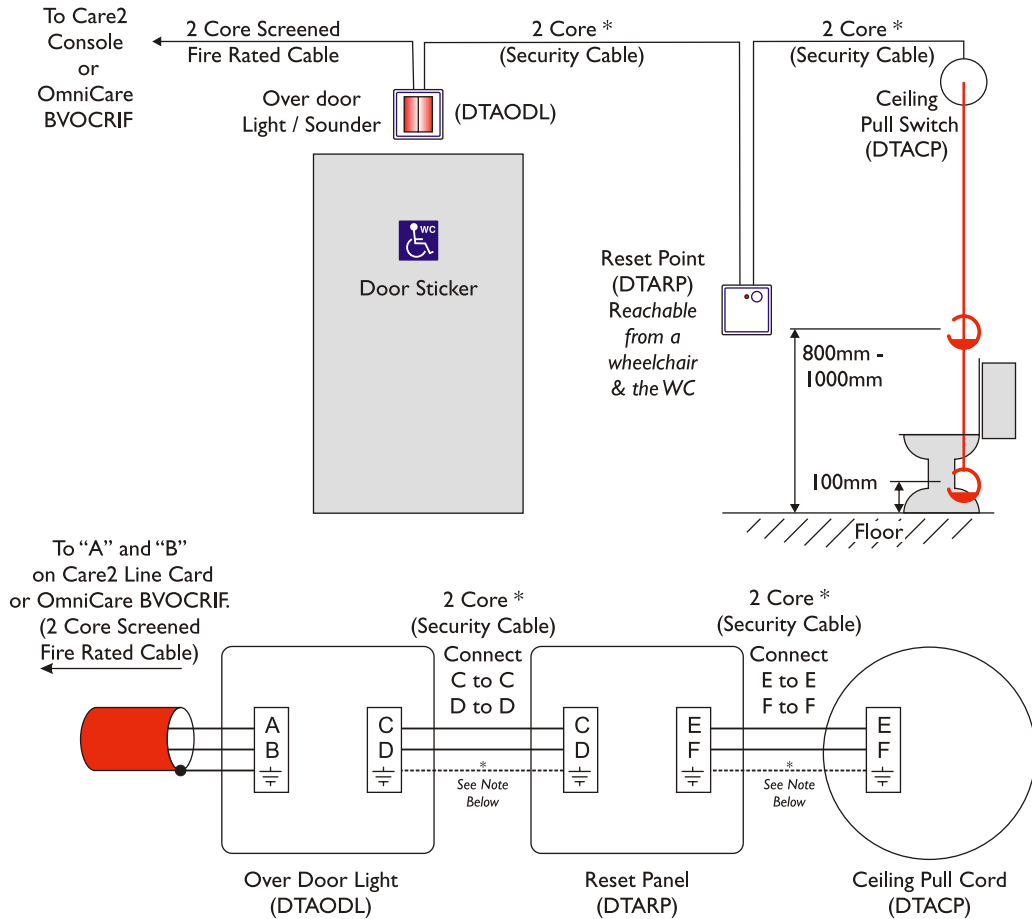 To Care2
Console
or
OmniCare
BVOCRIF
2 Core Screened
Fire Rated Cable
2 Core *
(Security Cable)
2 Core *
(Security Cable)
Over door
Light / Sounder
(DTAODL)
Ceiling
Pull Switch
(DTACP)
WC
Door Sticker
Reset Point
(DTARP)
Reachable
from a
wheelchair
& the WC
800mm -
1000mm
100mm
Floor
To “A” and “B”
on Care2 Line Card
or OmniCare BVOCRIF.
(2 Core Screened
Fire Rated Cable)
2 Core *
(Security Cable)
Connect
C to C
D to D
2 Core *
(Security Cable)
Connect
E to E
F to F
A
B
C
D
*
See Note
Below
C
D
E
F
*
See Note
Below
E
F
Over Door Light
(DTAODL)
Reset Panel
(DTARP)
Ceiling Pull Cord
(DTACP)